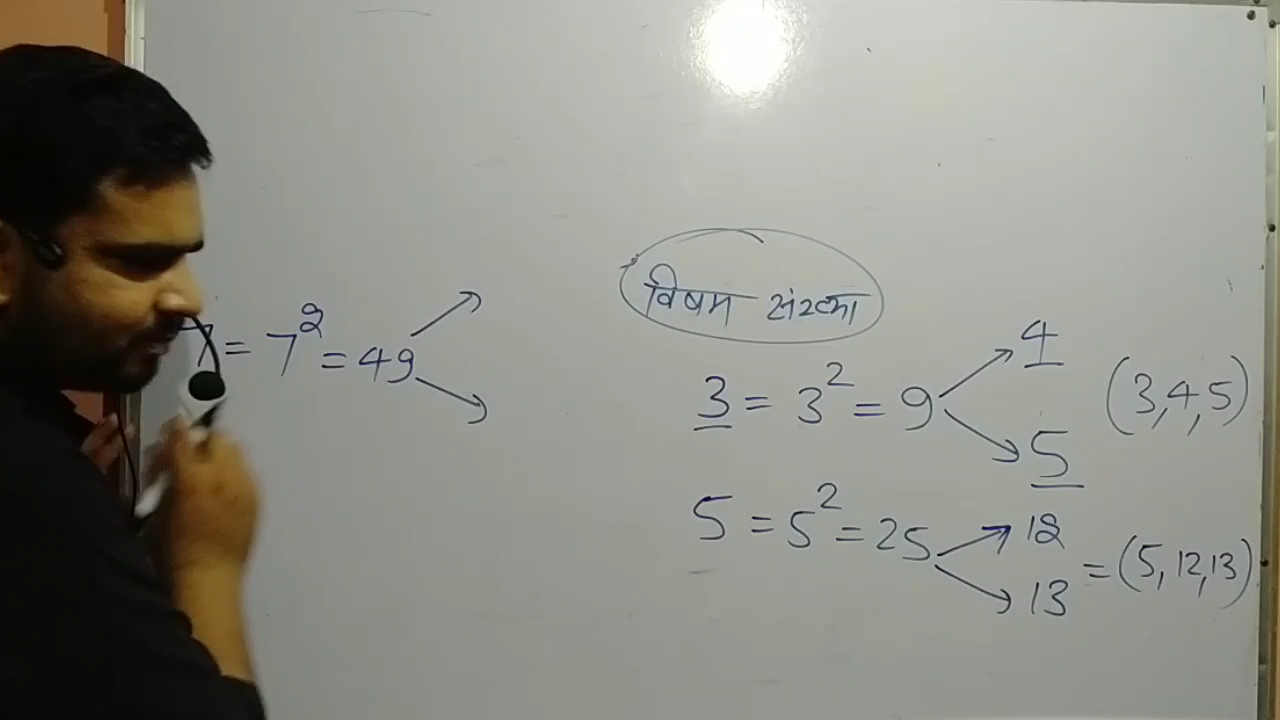 विषम संख्या
7 = 7² = 49
3 = 3² = 9
4
5
(3,4,5)
5 = 5² = 25
12
13
= (5,12,13)